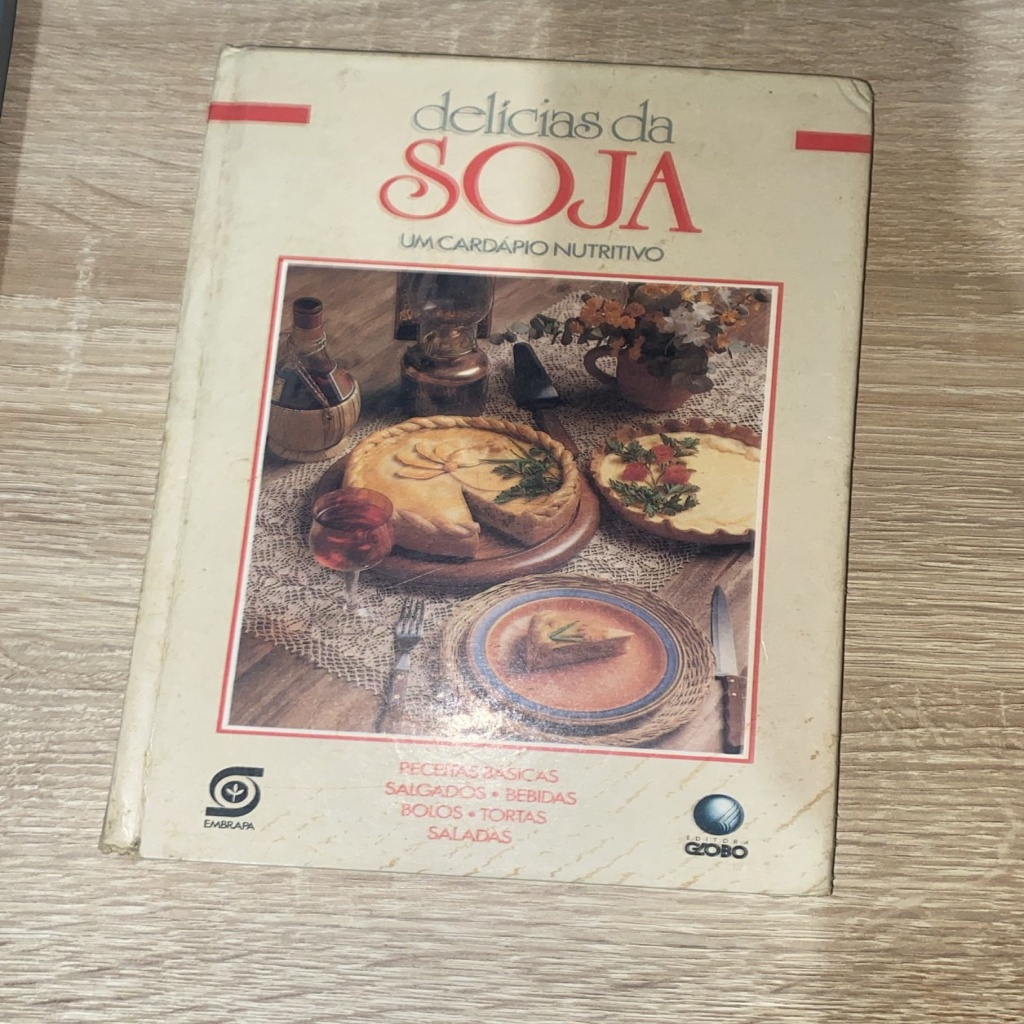 delícias da
SOJA
UM CARDÁPIO NUTRITIVO
RECEITAS BÁSICAS
SALGADOS • BEBIDAS
BOLOS • TORTAS
SALADAS
EMBRAPA
EDITORA
GLOBO